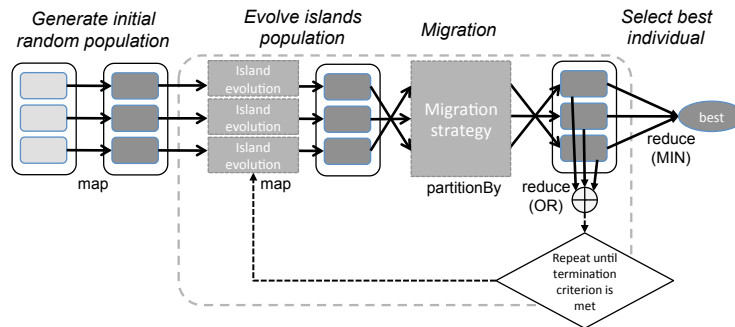 Generate initial
random population
Evolve islands
population
Migration
Select best
individual
Island
evolution
Island
evolution
Island
evolution
Migration
strategy
best
map
map
partitionBy
reduce
(OR)
reduce
(MIN)
Repeat until
termination
criterion is
met